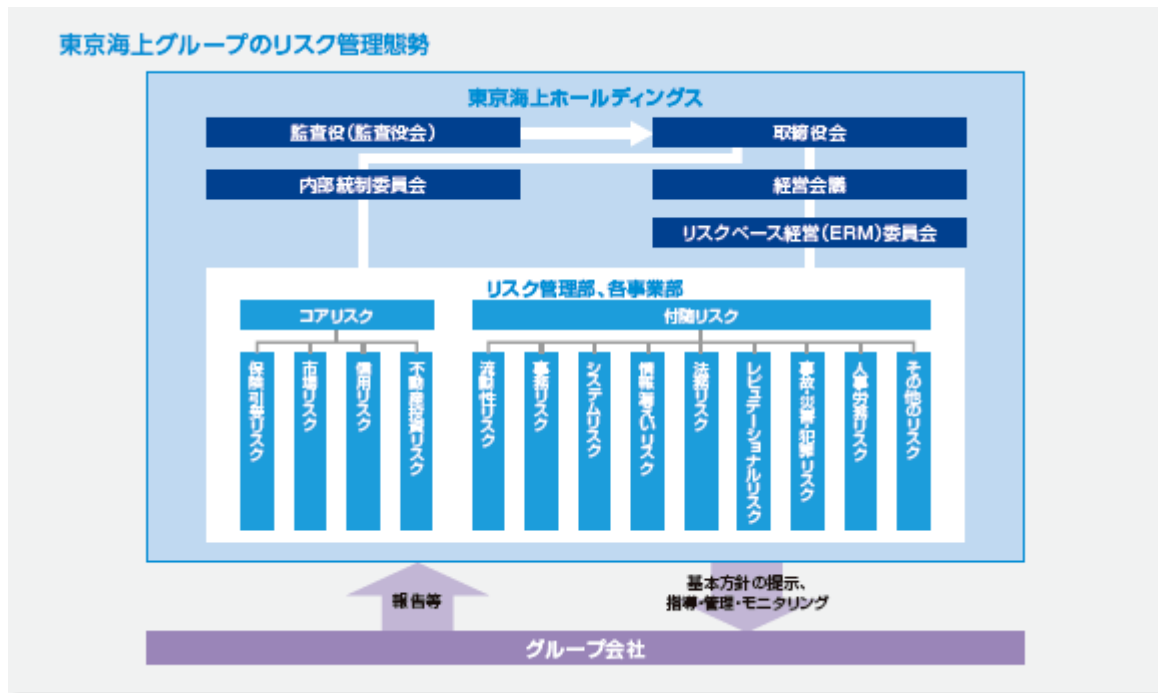 東京海上グループのリスク管理態勢
東京海上ホールディングス
監査役(監査役会)
取締役会
内部統制委員会
経営会議
リスクベース経営(ERM)委員会
リスク管理部、各事業部
コアリスク
付随リスク
保険引受リスク
市場リスク
信用リスク
不動産投資リスク
流動性リスク
事務リスク
システムリスク
情報漏えいリスク
法務リスク
レピュテーショナルリスク
事故・災害・犯罪リスク
人事労務リスク
その他のリスク
報告等
基本方針の提示、
指導・管理・モニタリング
グループ会社